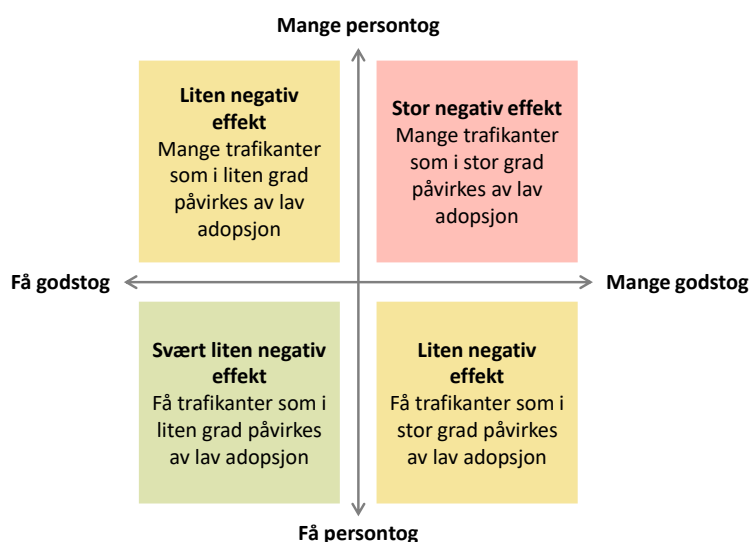 Mange persontog
Liten negativ
effekt
Mange trafikanter
som i liten grad
påvirkes av lav
adopsjon
Stor negativ effekt
Mange trafikanter
som i stor grad
påvirkes av lav
adopsjon
Få godstog
Mange godstog
Svært liten negativ
effekt
Få trafikanter som i
liten grad påvirkes
av lav adopsjon
Liten negativ
effekt
Få trafikanter som i
stor grad påvirkes
av lav adopsjon
Få persontog